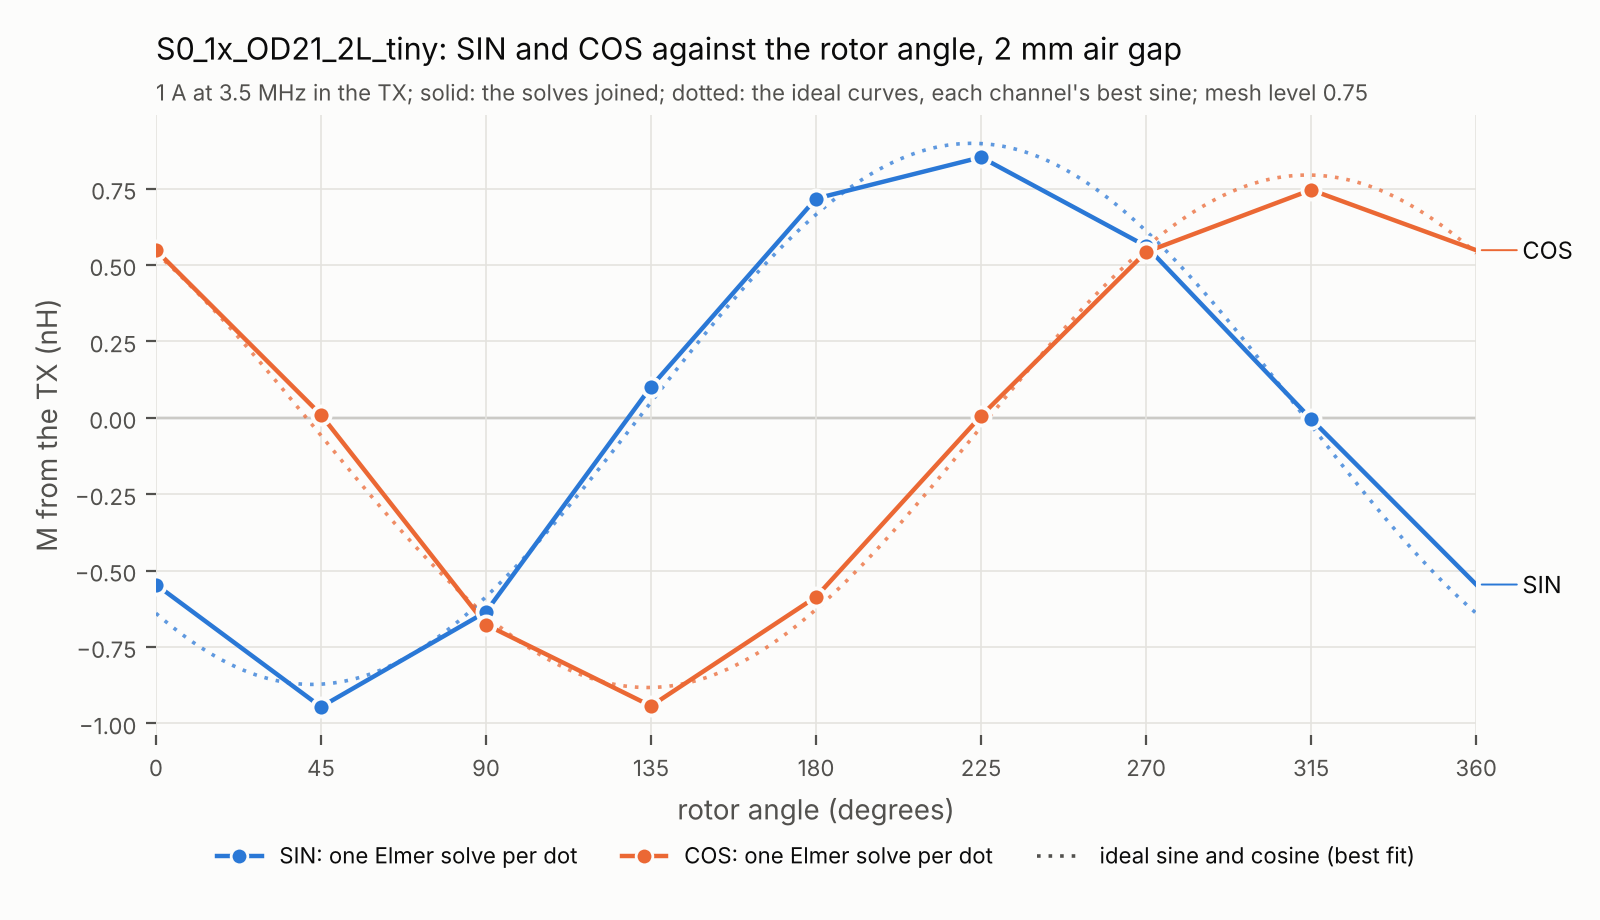 S0_1x_OD21_2L_tiny: SIN and COS against the rotor angle, 2 mm air gap
1 A at 3.5 MHz in the TX; solid: the solves joined; dotted: the ideal curves, each channel's best sine; mesh level 0.75
M from the TX (nH)
0.75
0.50
0.25
0.00
−0.25
−0.50
−0.75
−1.00
COS
SIN
0 45 90 135 180 225 270 315 360
rotor angle (degrees)
SIN: one Elmer solve per dot COS: one Elmer solve per dot ideal sine and cosine (best fit)